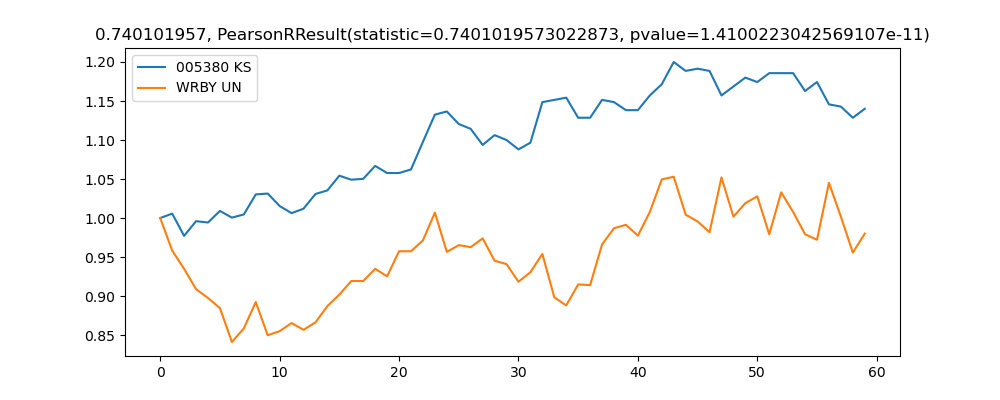 0.740101957, PearsonRResult(statistic=0.7401019573022873, pvalue=1.4100223042569107e-11)
005380 KS
WRBY UN
1.20
1.15
1.10
1.05
1.00
0.95
0.90
0.85
0 10 20 30 40 50 60